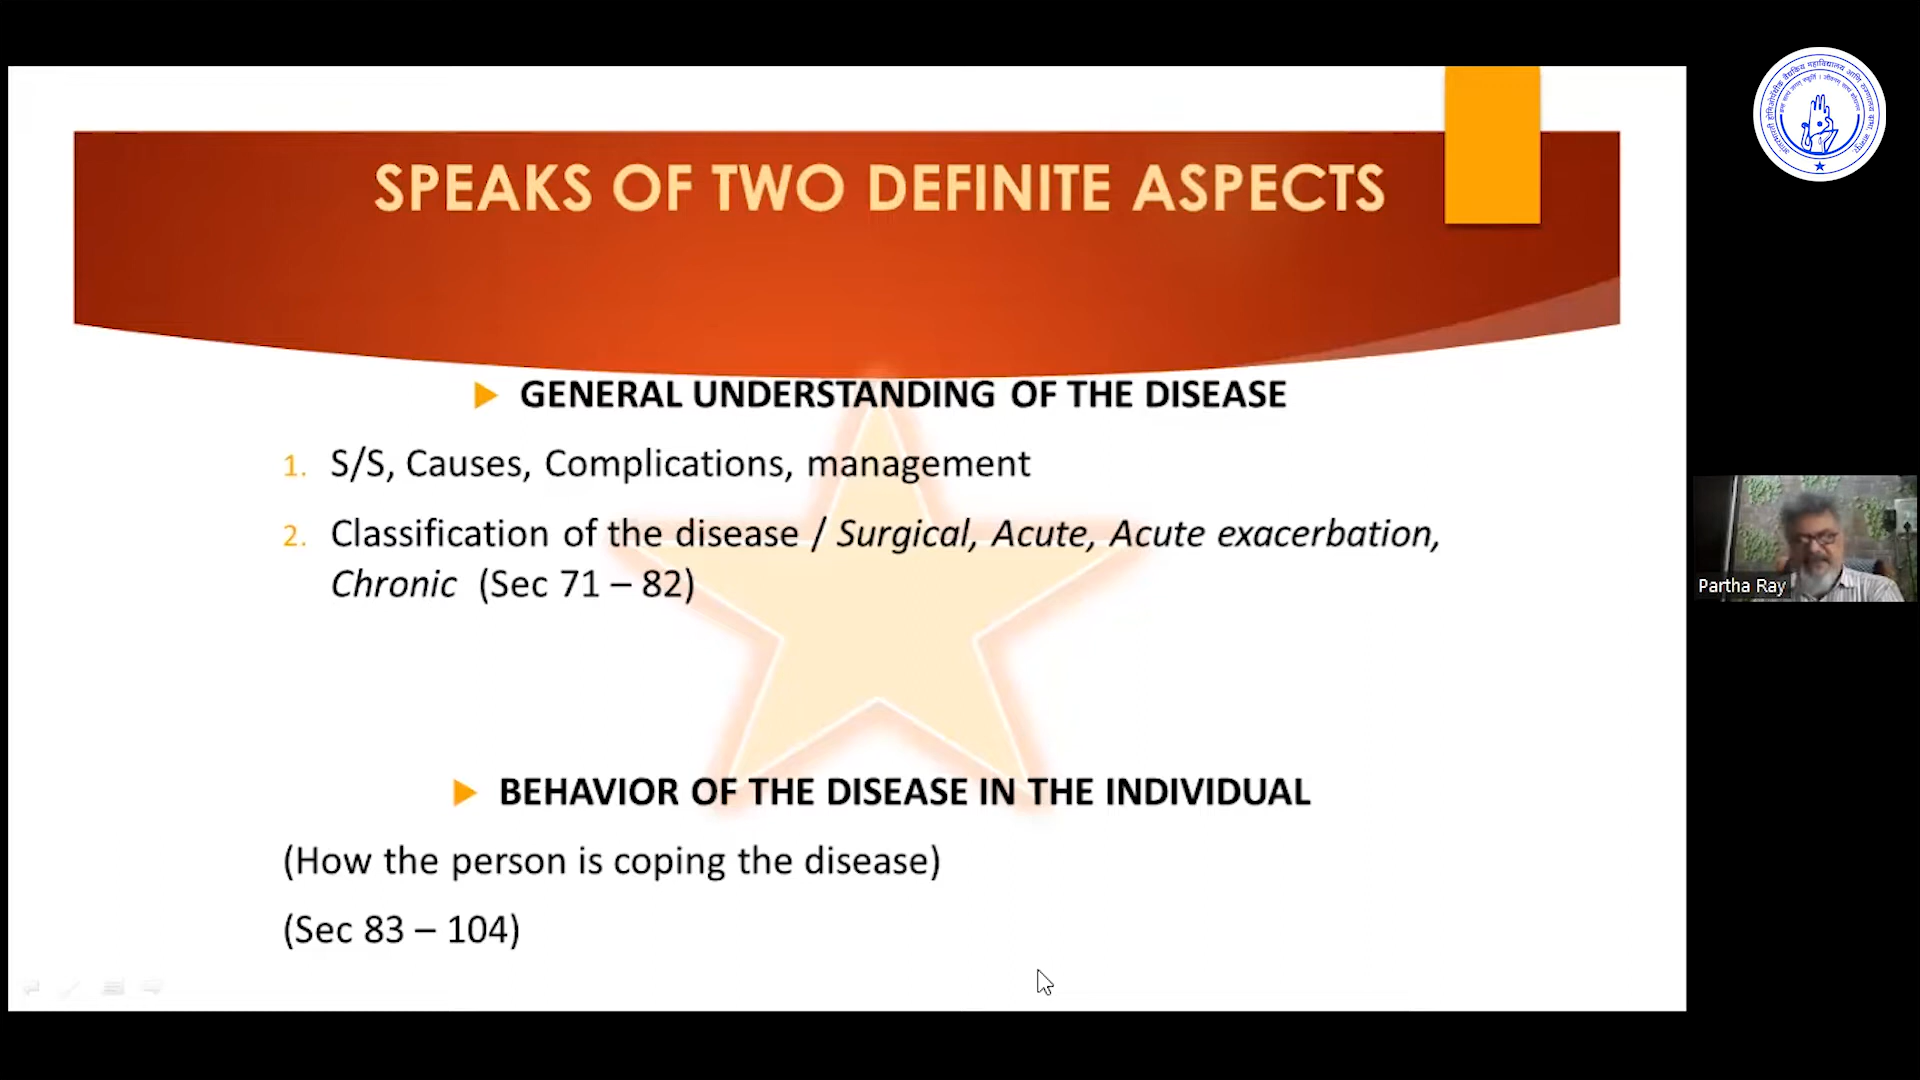 SPEAKS OF TWO DEFINITE ASPECTS
GENERAL UNDERSTANDING OF THE DISEASE
1. S/S, Causes, Complications, management
2. Classification of the disease / Surgical, Acute, Acute exacerbation,
Chronic (Sec 71 – 82)
BEHAVIOR OF THE DISEASE IN THE INDIVIDUAL
(How the person is coping the disease)
(Sec 83 – 104)
Partha Ray